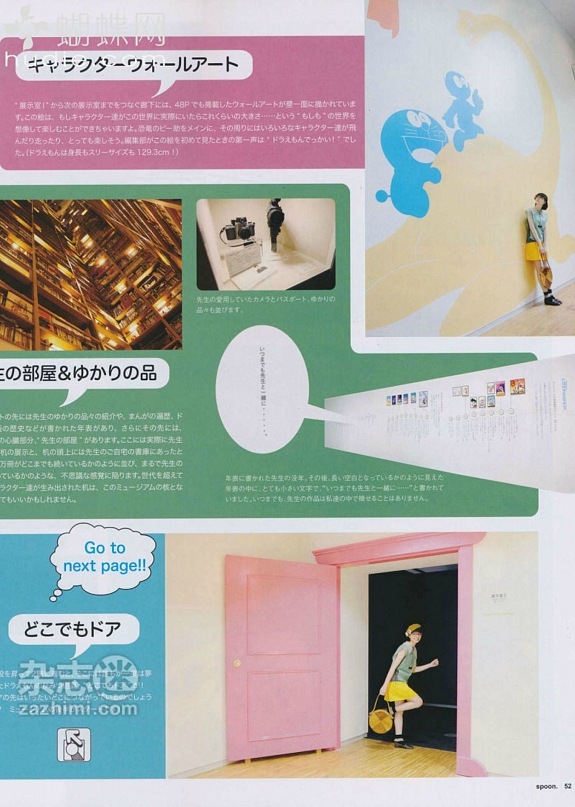 蝴蝶网
キャラクターウォールアート
"展示室1"から次の展示室までをつなぐ廊下には、48Pでも掲載したウォールアートが壁一面に描かれていま
す。この絵は、もしキャラクター達がこの世界に実際にいたらこれくらいの大きさ……という"もしも"の世界を
想像して楽しむことができちゃいますよ。恐竜のピー助をメインに、その周りにはいろいろなキャラクター達が飛
んだり走ったり、とっても楽しそう。編集部がこの絵を初めて見たときの第一声は"ドラえもんでっかい!"でし
た。(ドラえもんは身長もスリーサイズも129.3cm!)
先生の愛用していたカメラとパスポート、ゆかりの
品々も並びます。
いつまでも先生と一緒に……。
生の部屋&ゆかりの品
トの先には先生のゆかりの品々の紹介や、まんがの遍歴、ド
の歴史などが書かれた年表があり、さらにその先には、
の心臓部分、"先生の部屋"があります。ここには実際に先生
机の展示と、机の頭上には先生のご自宅の書庫にあったと
万冊がどこまでも続いているかのように並び、まるで先生の
ているかのような、不思議な感覚に陥ります。世代を超えて
ラクター達が生み出された机は、このミュージアムの核とな
てもいいかもしれません。
年表に書かれた先生の没年。その後、長い空白となっているかのように見えた
年表の中に、とても小さい文字で、"いつまでも先生と一緒に……"と書かれて
いました。いつまでも、先生の作品は私達の中で褪せることはありません。
Go to
next page!!
どこでもドア
杂志迷
zazhimi.com
spoon. 52